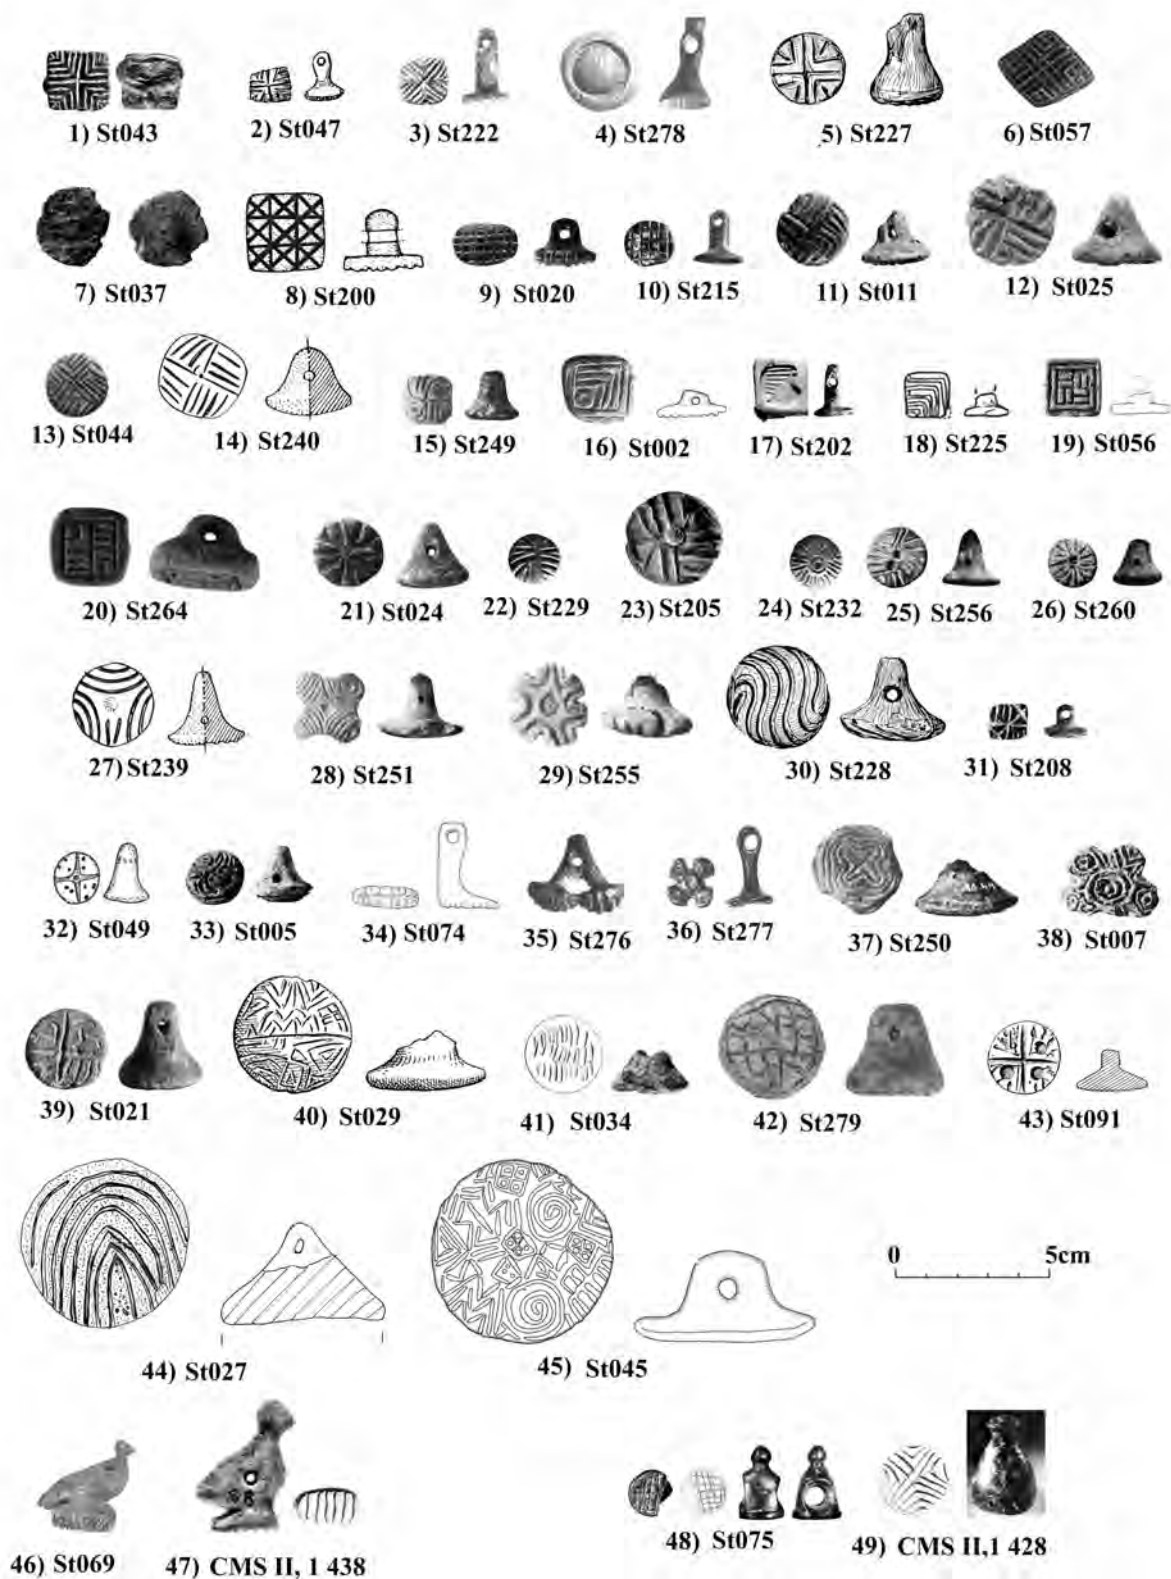 1) St043 2) St047 3) St222 4) St278 5) St227 6) St057
7) St037 8) St200 9) St020 10) St215 11) St011 12) St025
13) St044 14) St240 15) St249 16) St002 17) St202 18) St225 19) St056
20) St264 21) St024 22) St229 23) St205 24) St232 25) St256 26) St260
27) St239 28) St251 29) St255 30) St228 31) St208
32) St049 33) St005 34) St074 35) St276 36) St277 37) St250 38) St007
39) St021 40) St029 41) St034 42) St279 43) St091
0 5cm
44) St027 45) St045
46) St069 47) CMS II, 1 438 48) St075 49) CMS II,1 428